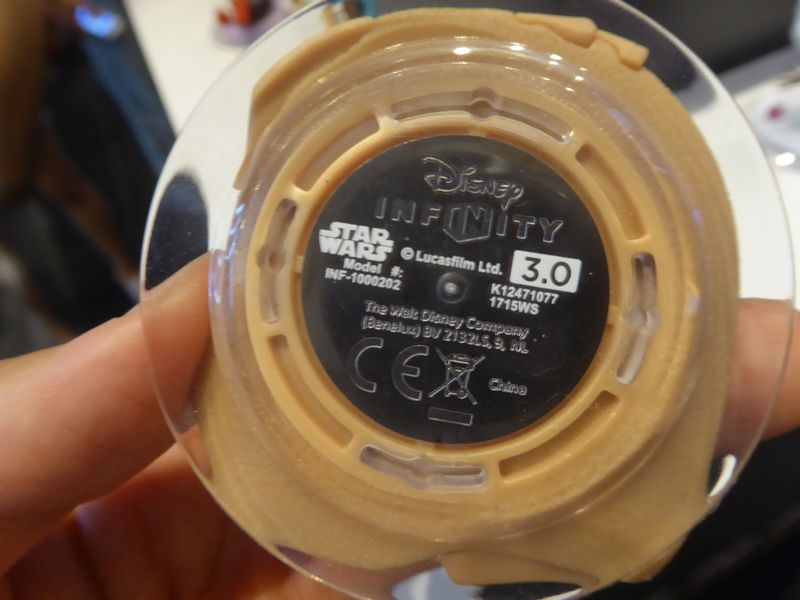 Disney
INFINITY
STAR WARS © Lucasfilm Ltd. 3.0
Model #: K12471077
INF-1000202 1715WS
The Walt Disney Company
(Benelux) BV 2132LS, 9, NL
CE China